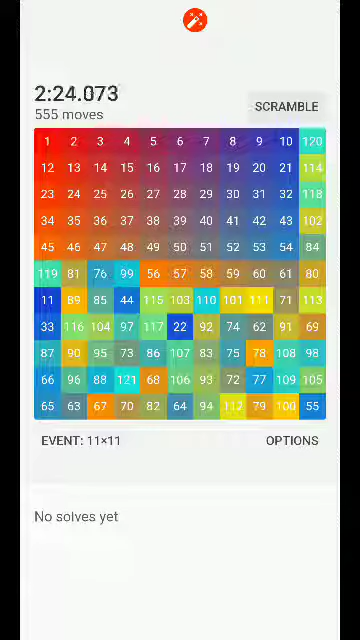 2:24.073
555 moves
SCRAMBLE
1 2 3 4 5 6 7 8 9 10 120
12 13 14 15 16 17 18 19 20 21 114
23 24 25 26 27 28 29 30 31 32 118
34 35 36 37 38 39 40 41 42 43 102
45 46 47 48 49 50 51 52 53 54 84
119 81 76 99 56 57 58 59 60 61 80
11 89 85 44 115 103 110 101 111 71 113
33 116 104 97 117 22 92 74 62 91 69
87 90 95 73 86 107 83 75 78 108 98
66 96 88 121 68 106 93 72 77 109 105
65 63 67 70 82 64 94 112 79 100 55
EVENT: 11×11
OPTIONS
No solves yet